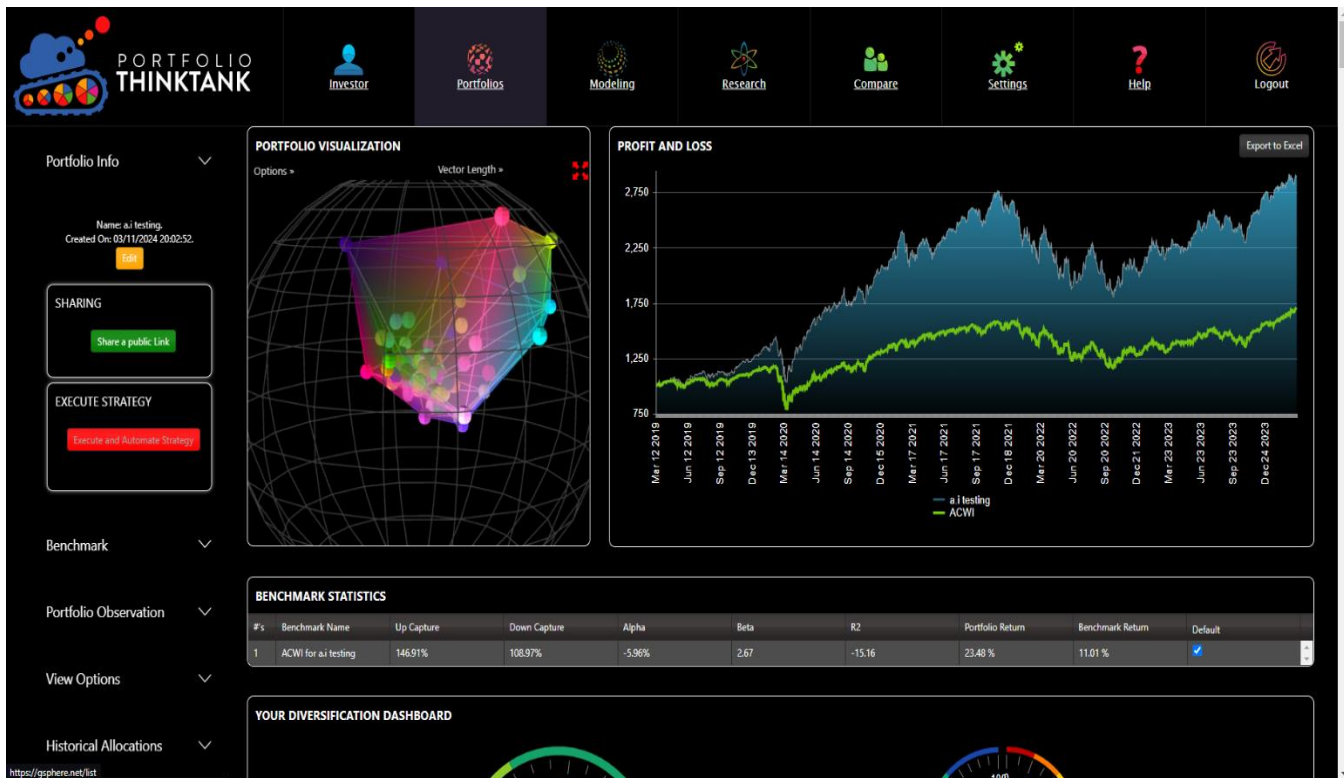 PORTFOLIO
THINKTANK
Investor
Portfolios
Modeling
Research
Compare
Settings
Help
Logout
Portfolio Info
Name: a.i testing.
Created On: 03/11/2024 20:02:52.
Edit
SHARING
Share a public Link
EXECUTE STRATEGY
Execute and Automate Strategy
Benchmark
Portfolio Observation
View Options
Historical Allocations
https://qsphere.net/list
PORTFOLIO VISUALIZATION
Options »
Vector Length »
PROFIT AND LOSS
Export to Excel
2,750
2,250
1,750
1,250
750
Mar 12 2019
Jun 12 2019
Sep 12 2019
Dec 13 2019
Mar 14 2020
Jun 14 2020
Sep 14 2020
Dec 15 2020
Mar 17 2021
Jun 17 2021
Sep 17 2021
Dec 18 2021
Mar 20 2022
Jun 20 2022
Sep 20 2022
Dec 21 2022
Mar 23 2023
Jun 23 2023
Sep 23 2023
Dec 24 2023
a.i testing
ACWI
BENCHMARK STATISTICS
#'s Benchmark Name Up Capture Down Capture Alpha Beta R2 Portfolio Return Benchmark Return Default
1 ACWI for a.i testing 146.91% 108.97% -5.96% 2.67 -15.16 23.48 % 11.01 %
YOUR DIVERSIFICATION DASHBOARD